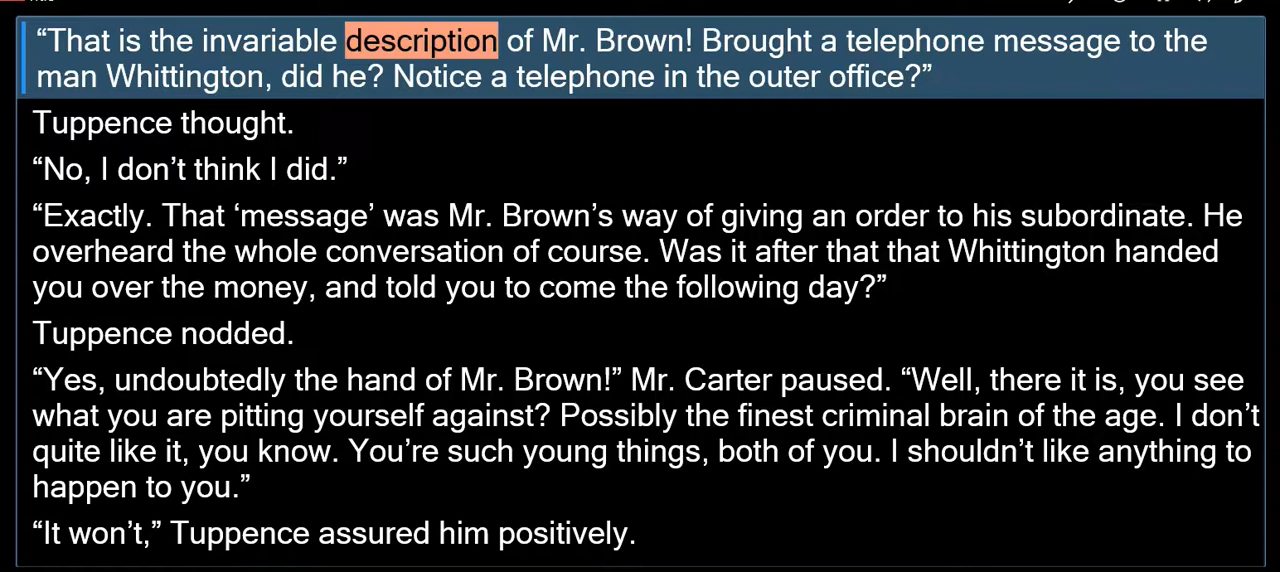 “That is the invariable description of Mr. Brown! Brought a telephone message to the
man Whittington, did he? Notice a telephone in the outer office?”
Tuppence thought.
“No, I don’t think I did.”
“Exactly. That ‘message’ was Mr. Brown’s way of giving an order to his subordinate. He
overheard the whole conversation of course. Was it after that that Whittington handed
you over the money, and told you to come the following day?”
Tuppence nodded.
“Yes, undoubtedly the hand of Mr. Brown!” Mr. Carter paused. “Well, there it is, you see
what you are pitting yourself against? Possibly the finest criminal brain of the age. I don’t
quite like it, you know. You’re such young things, both of you. I shouldn’t like anything to
happen to you.”
“It won’t,” Tuppence assured him positively.